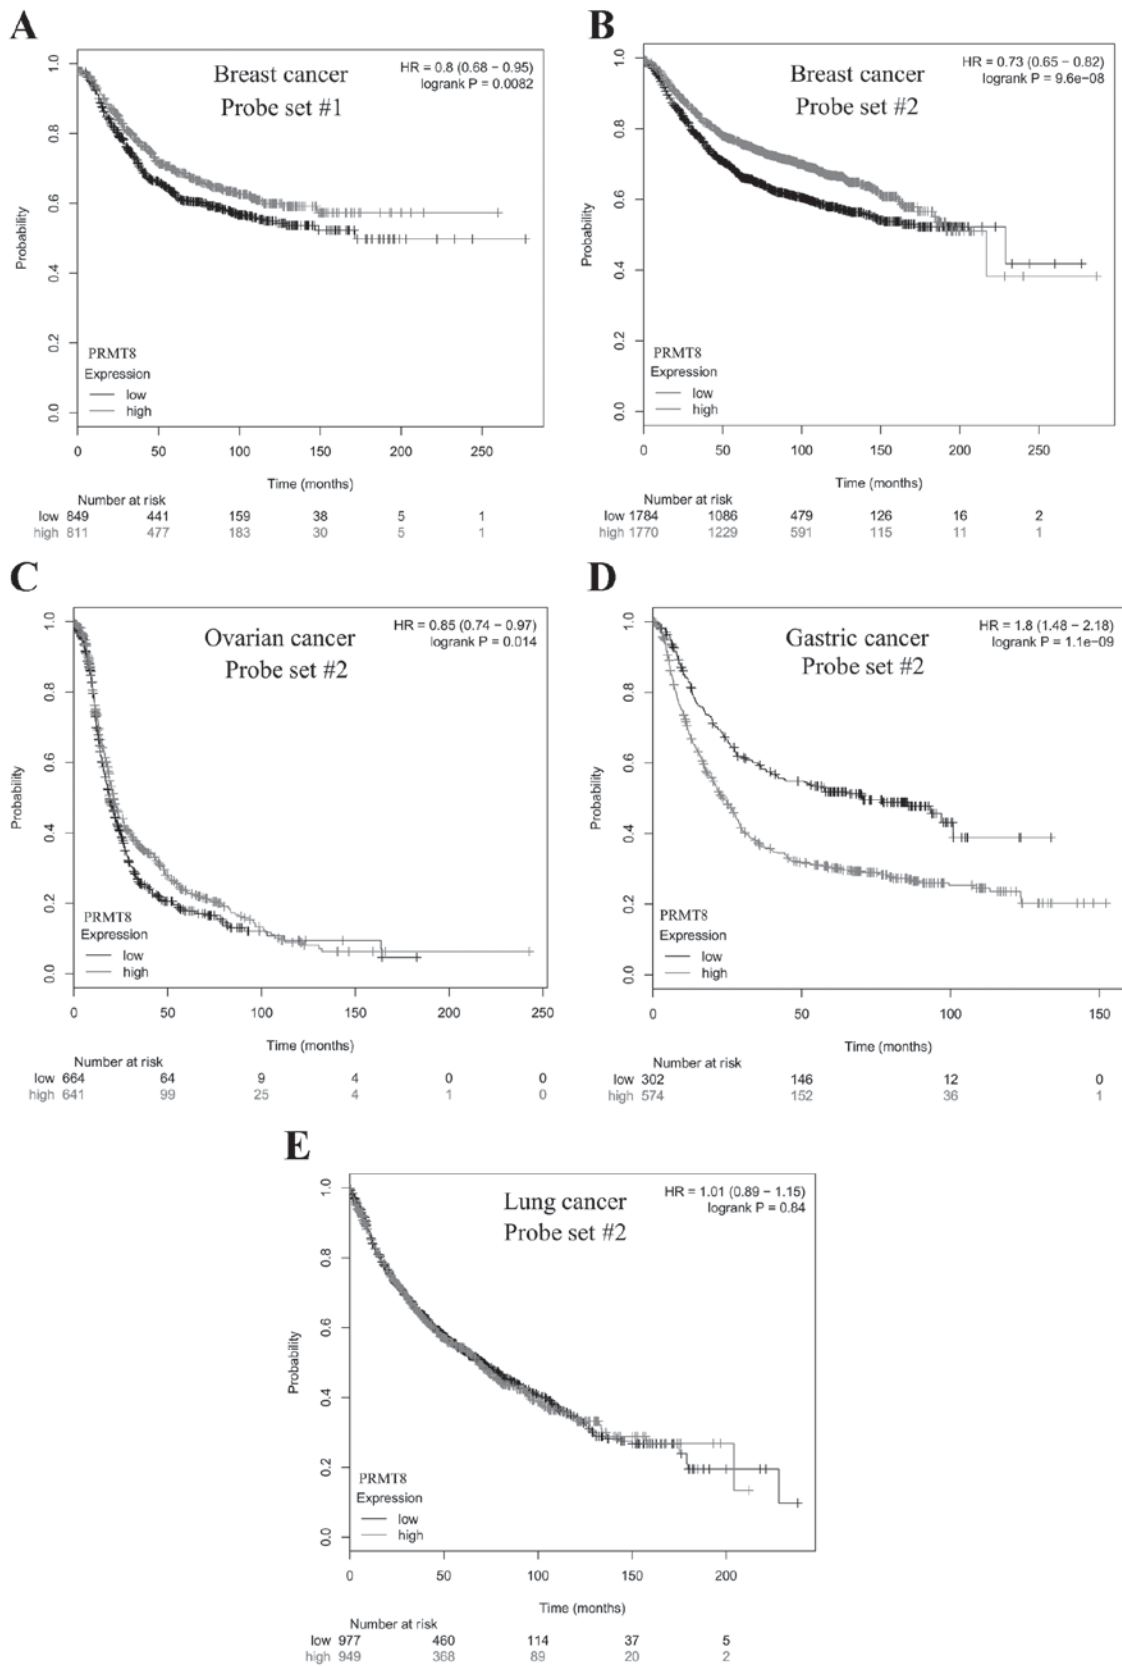 A
Breast cancer
Probe set #1
HR = 0.8 (0.68 − 0.95)
logrank P = 0.0082
Probability
1.0
0.8
0.6
0.4
0.2
0.0
PRMT8
Expression
low
high
0 50 100 150 200 250
Time (months)
Number at risk
low 849 441 159 38 5 1
high 811 477 183 30 5 1
B
Breast cancer
Probe set #2
HR = 0.73 (0.65 − 0.82)
logrank P = 9.6e−08
Probability
1.0
0.8
0.6
0.4
0.2
0.0
PRMT8
Expression
low
high
0 50 100 150 200 250
Time (months)
Number at risk
low 1784 1086 479 126 16 2
high 1770 1229 591 115 11 1
C
Ovarian cancer
Probe set #2
HR = 0.85 (0.74 − 0.97)
logrank P = 0.014
Probability
1.0
0.8
0.6
0.4
0.2
0.0
PRMT8
Expression
low
high
0 50 100 150 200 250
Time (months)
Number at risk
low 664 64 9 4 0 0
high 641 99 25 4 1 0
D
Gastric cancer
Probe set #2
HR = 1.8 (1.48 − 2.18)
logrank P = 1.1e−09
Probability
1.0
0.8
0.6
0.4
0.2
0.0
PRMT8
Expression
low
high
0 50 100 150
Time (months)
Number at risk
low 302 146 12 0
high 574 152 36 1
E
Lung cancer
Probe set #2
HR = 1.01 (0.89 − 1.15)
logrank P = 0.84
Probability
1.0
0.8
0.6
0.4
0.2
0.0
PRMT8
Expression
low
high
0 50 100 150 200
Time (months)
Number at risk
low 977 460 114 37 5
high 949 368 89 20 2